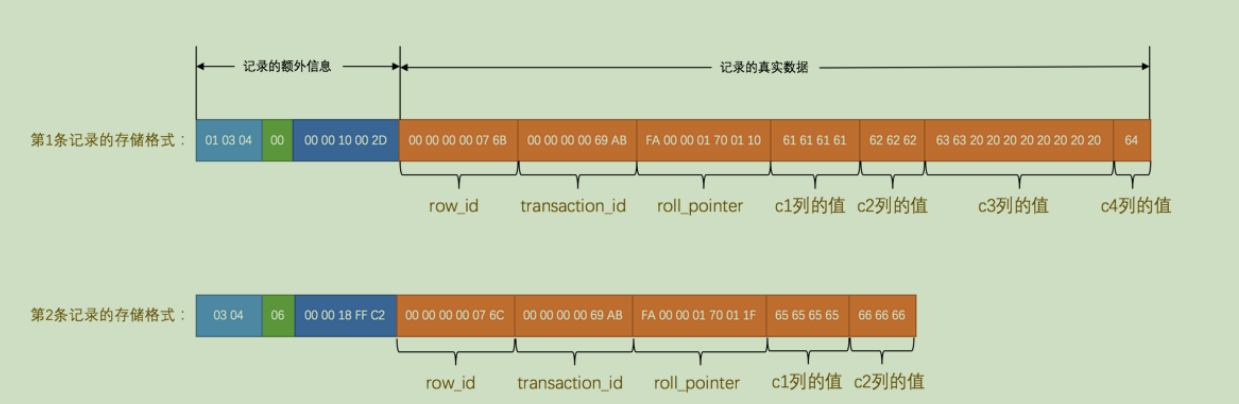 记录的额外信息 记录的真实数据
第1条记录的存储格式： 01 03 04 00 00 00 10 00 2D 00 00 00 00 07 6B 00 00 00 00 69 AB FA 00 00 01 70 01 10 61 61 61 61 62 62 62 63 63 20 20 20 20 20 20 20 20 64
row_id transaction_id roll_pointer c1列的值 c2列的值 c3列的值 c4列的值
第2条记录的存储格式： 03 04 06 00 00 18 FF C2 00 00 00 00 07 6C 00 00 00 00 69 AB FA 00 00 01 70 01 1F 65 65 65 65 66 66 66
row_id transaction_id roll_pointer c1列的值 c2列的值